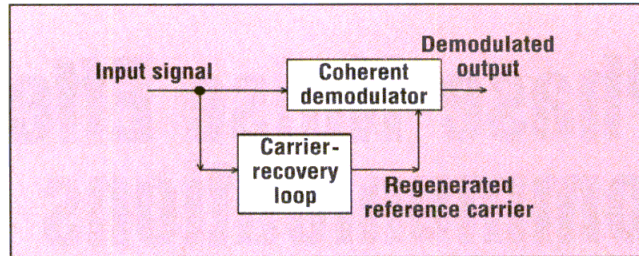 Demodulated
output
Input signal
Coherent
demodulator
Carrier-
recovery
loop
Regenerated
reference carrier